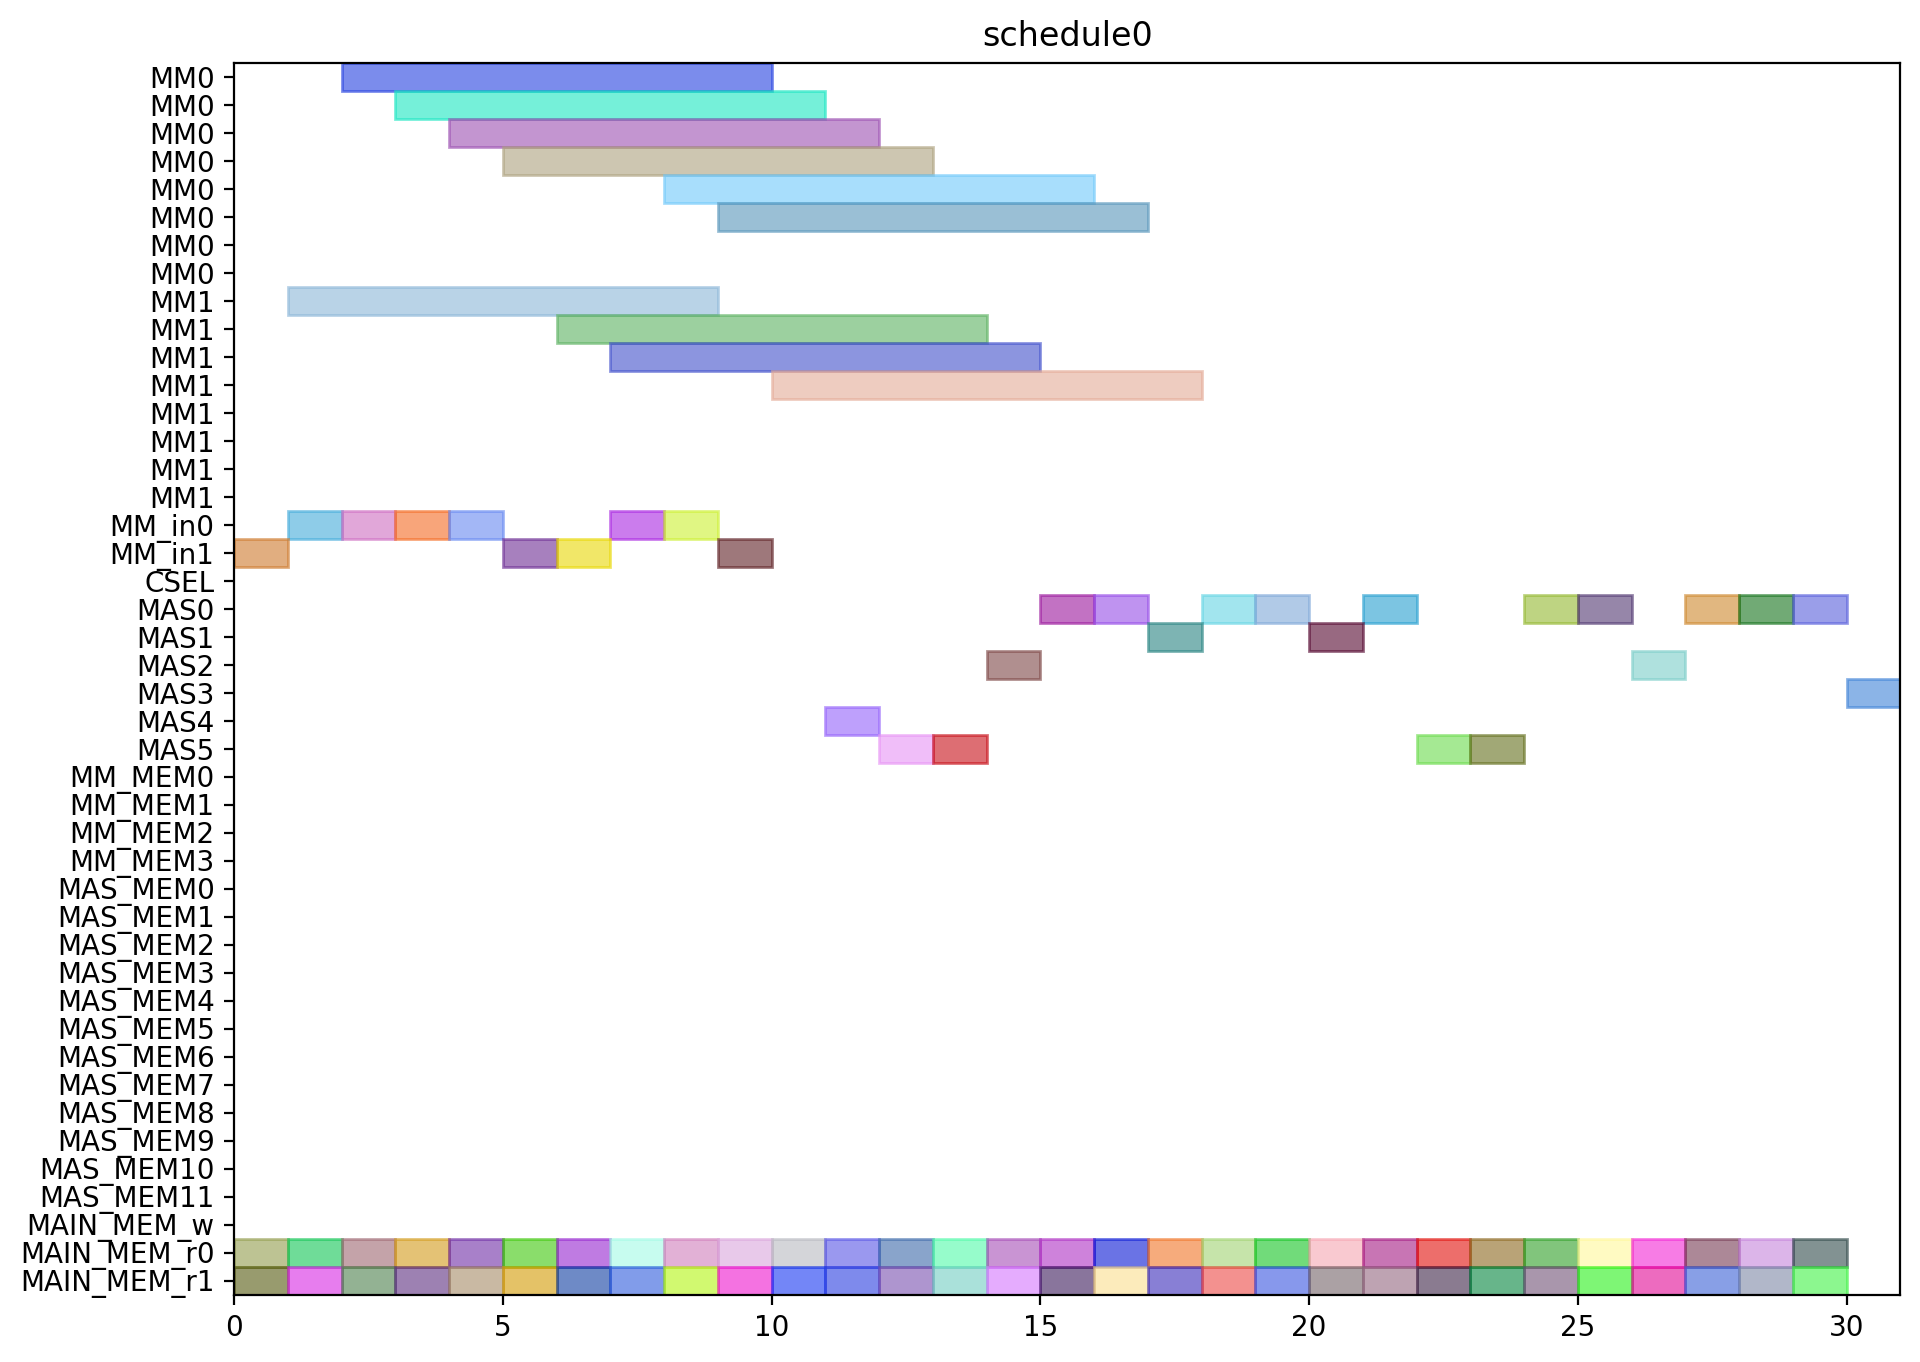 schedule0
MM0
MM0
MM0
MM0
MM0
MM0
MM0
MM0
MM1
MM1
MM1
MM1
MM1
MM1
MM1
MM1
MM_in0
MM_in1
CSEL
MAS0
MAS1
MAS2
MAS3
MAS4
MAS5
MM_MEM0
MM_MEM1
MM_MEM2
MM_MEM3
MAS_MEM0
MAS_MEM1
MAS_MEM2
MAS_MEM3
MAS_MEM4
MAS_MEM5
MAS_MEM6
MAS_MEM7
MAS_MEM8
MAS_MEM9
MAS_MEM10
MAS_MEM11
MAIN_MEM_w
MAIN_MEM_r0
MAIN_MEM_r1
0 5 10 15 20 25 30